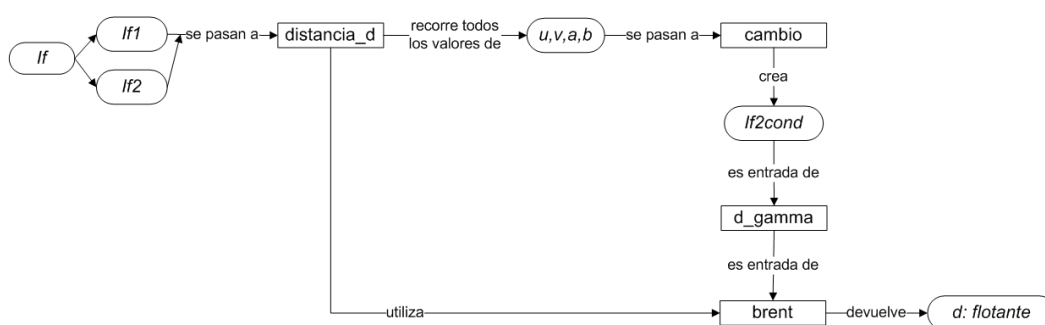 lf
lf1
lf2
se pasan a
distancia_d
recorre todos
los valores de
u,v,a,b
se pasan a
cambio
crea
lf2cond
es entrada de
d_gamma
es entrada de
utiliza
brent
devuelve
d: flotante